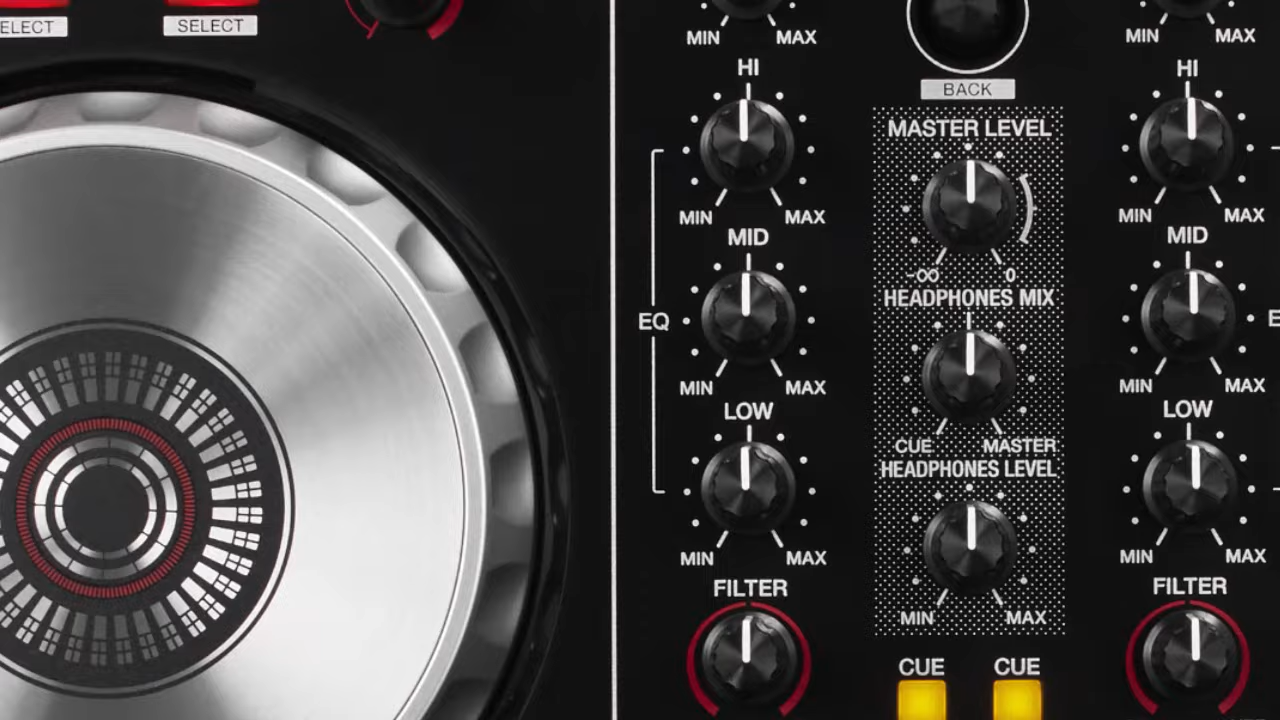 ELECT
SELECT
MIN MAX
MIN MAX
HI
BACK
HI
MASTER LEVEL
MIN MAX
MIN MAX
MID
MID
-∞ 0
HEADPHONES MIX
EQ
E
MIN MAX
MIN MAX
LOW
LOW
CUE MASTER
HEADPHONES LEVEL
MIN MAX
MIN MAX
FILTER
FILTER
MIN MAX
CUE CUE